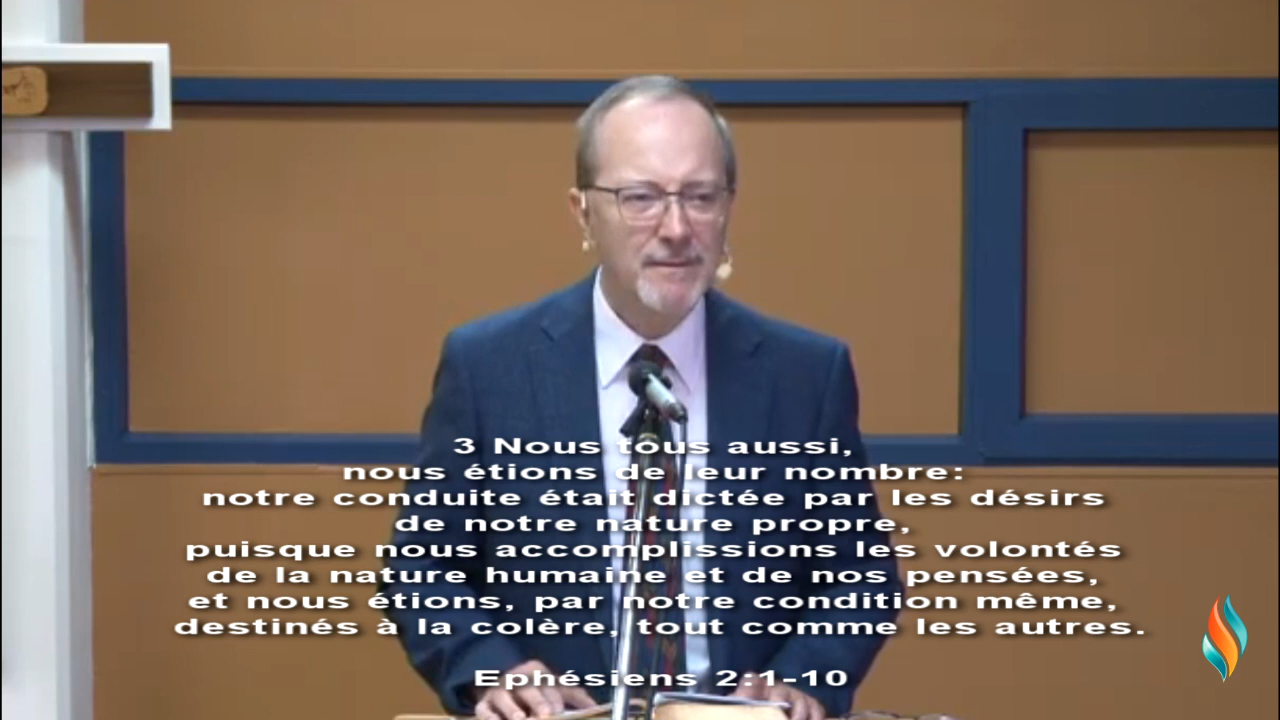 3 Nous tous aussi,
nous étions de leur nombre:
notre conduite était dictée par les désirs
de notre nature propre,
puisque nous accomplissions les volontés
de la nature humaine et de nos pensées,
et nous étions, par notre condition même,
destinés à la colère, tout comme les autres.
Ephésiens 2:1-10